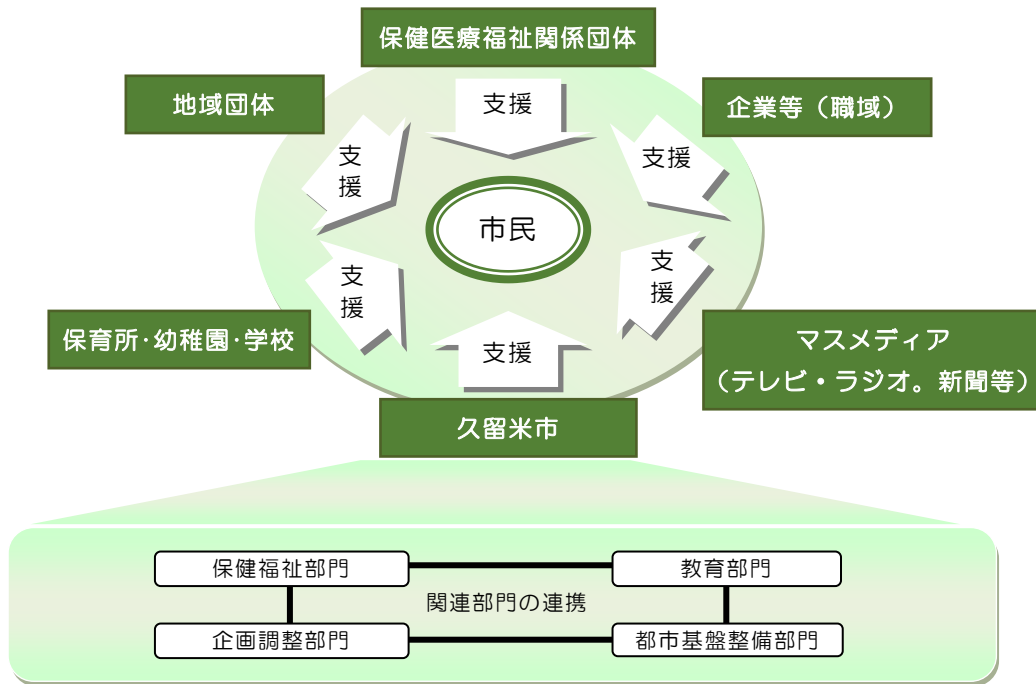 保健医療福祉関係団体
地域団体
企業等（職域）
支援
支
援
支援
市民
支
援
支
援
支援
保育所･幼稚園･学校
マスメディア
（テレビ・ラジオ。新聞等）
久留米市
保健福祉部門
教育部門
関連部門の連携
企画調整部門
都市基盤整備部門